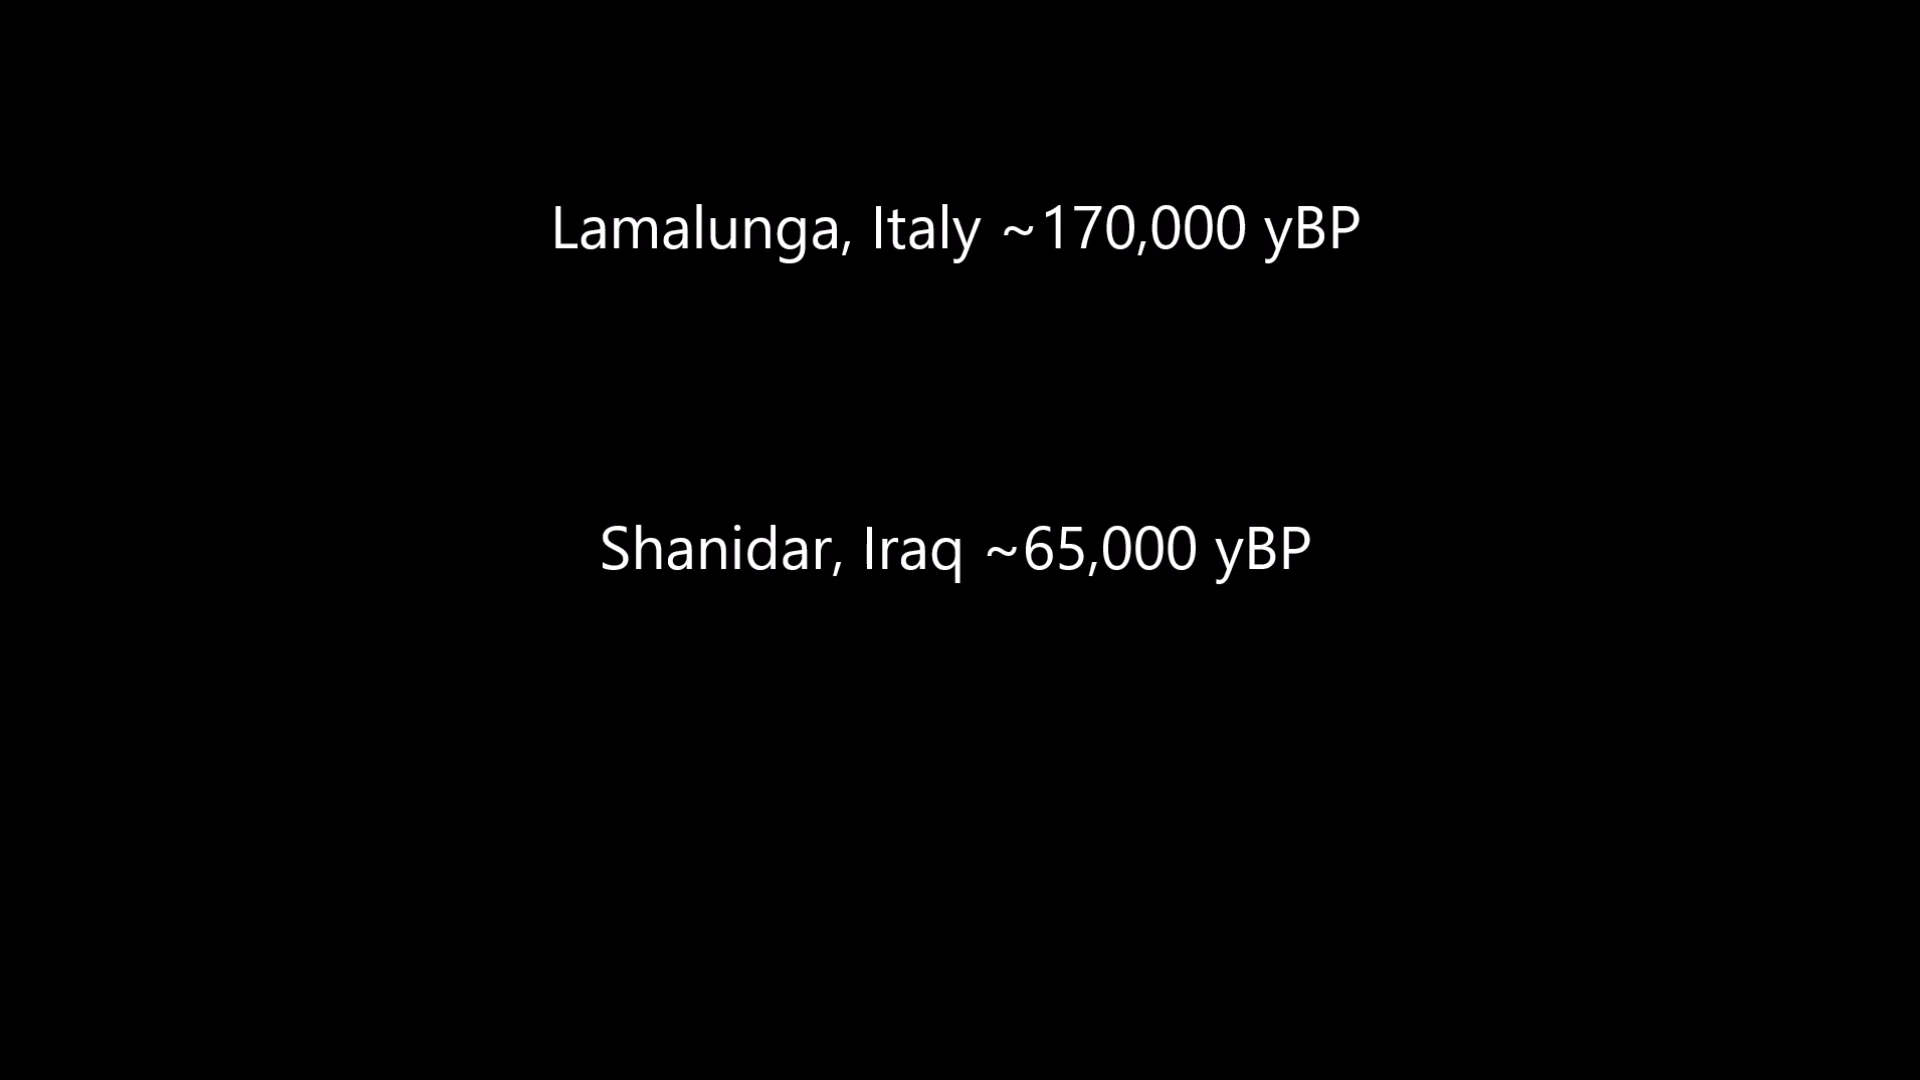 Lamalunga, Italy ~170,000 yBP
Shanidar, Iraq ~65,000 yBP